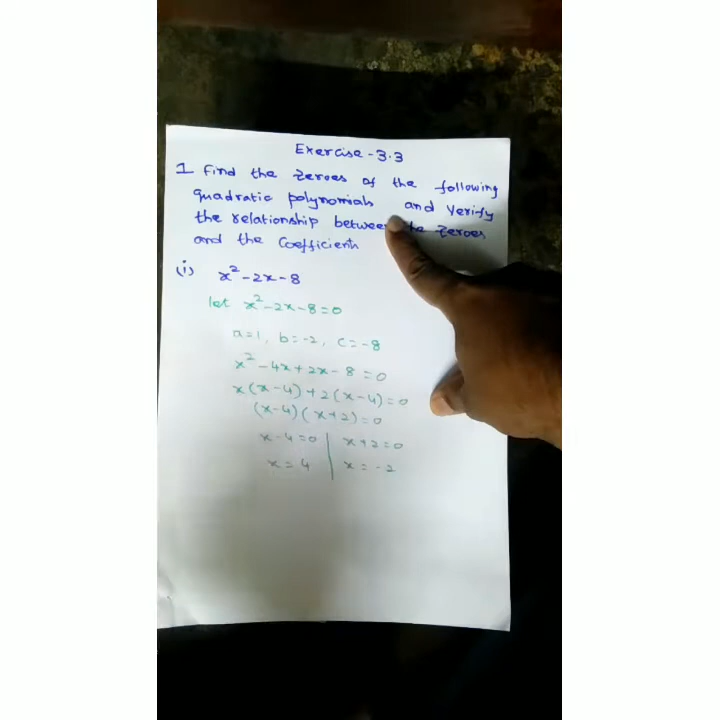 Exercise - 3.3
1 Find the zeroes of the following
quadratic polynomials and verify
the relationship between the zeroes
and the coefficients
(i) x² - 2x - 8
let x² - 2x - 8 = 0
a = 1, b = -2, c = -8
x² - 4x + 2x - 8 = 0
x(x - 4) + 2(x - 4) = 0
(x - 4)(x + 2) = 0
x - 4 = 0 | x + 2 = 0
x = 4 | x = -2